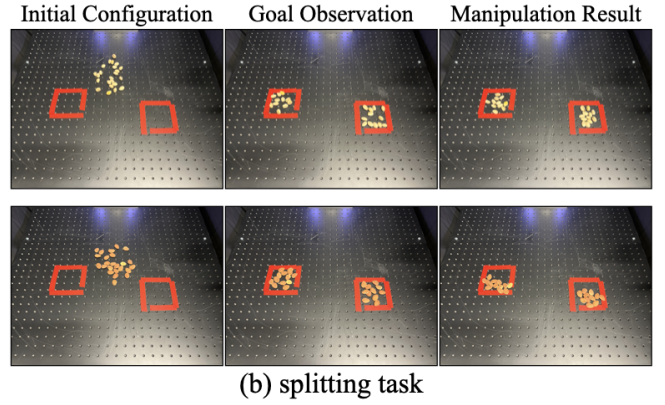 Initial Configuration Goal Observation Manipulation Result
(b) splitting task